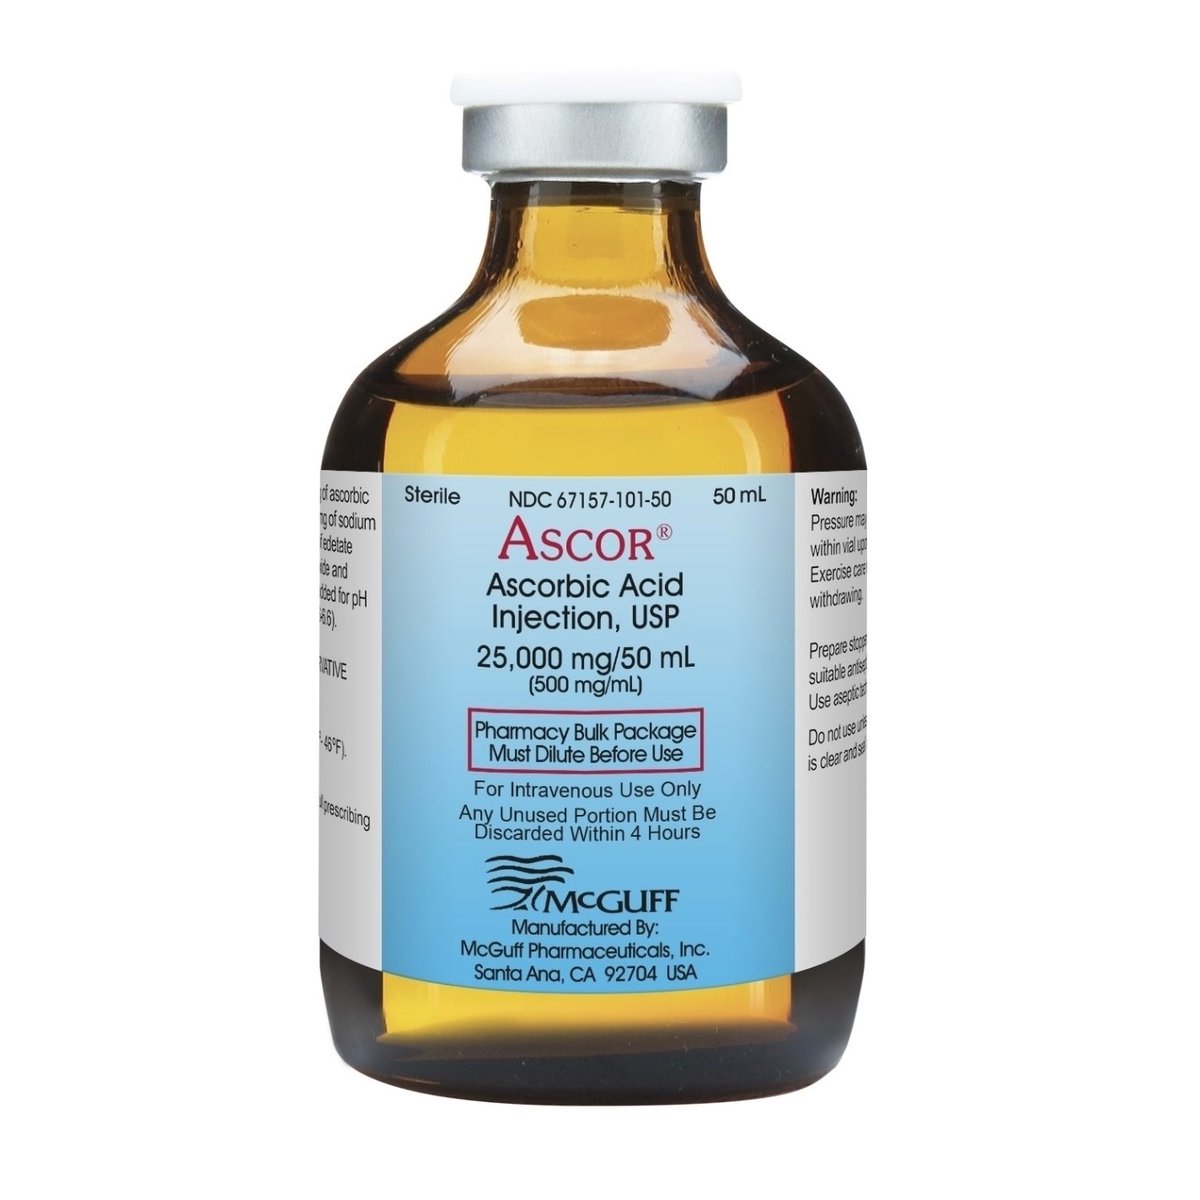 Sterile NDC 67157-101-50 50 mL
ASCOR®
Ascorbic Acid
Injection, USP
25,000 mg/50 mL
(500 mg/mL)
Pharmacy Bulk Package
Must Dilute Before Use
For Intravenous Use Only
Any Unused Portion Must Be
Discarded Within 4 Hours
McGUFF
Manufactured By:
McGuff Pharmaceuticals, Inc.
Santa Ana, CA 92704 USA
of ascorbic
of sodium
edetate
and
for pH
6.6).
46°F).
prescribing
Warning:
Pressure may
within vial
Exercise care
withdrawing.
Prepare
suitable
Use aseptic
Do not use
is clear and